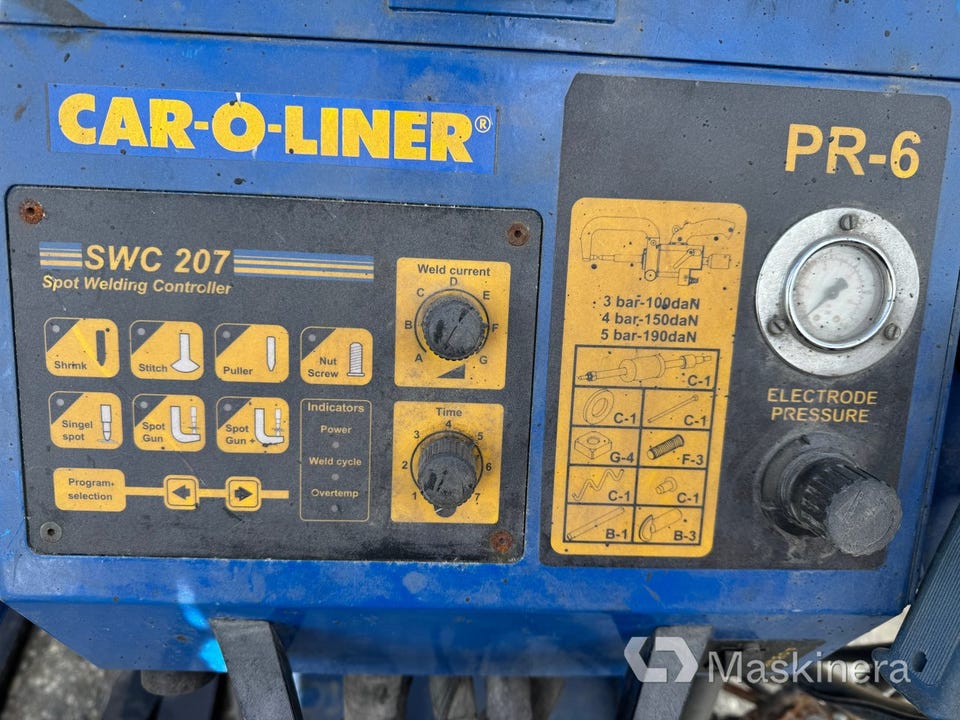 CAR-O-LINER®
SWC 207
Spot Welding Controller
Shrink
Stitch
Puller
Nut
Screw
Singel
spot
Spot
Gun
Spot
Gun +
Program-
selection
Indicators
Power
Weld cycle
Overtemp
Weld current
A
B
C
D
E
F
G
Time
1
2
3
4
5
6
7
PR-6
3 bar-100daN
4 bar-150daN
5 bar-190daN
C-1
C-1
C-1
G-4
F-3
C-1
C-1
B-1
B-3
ELECTRODE
PRESSURE
Maskinera